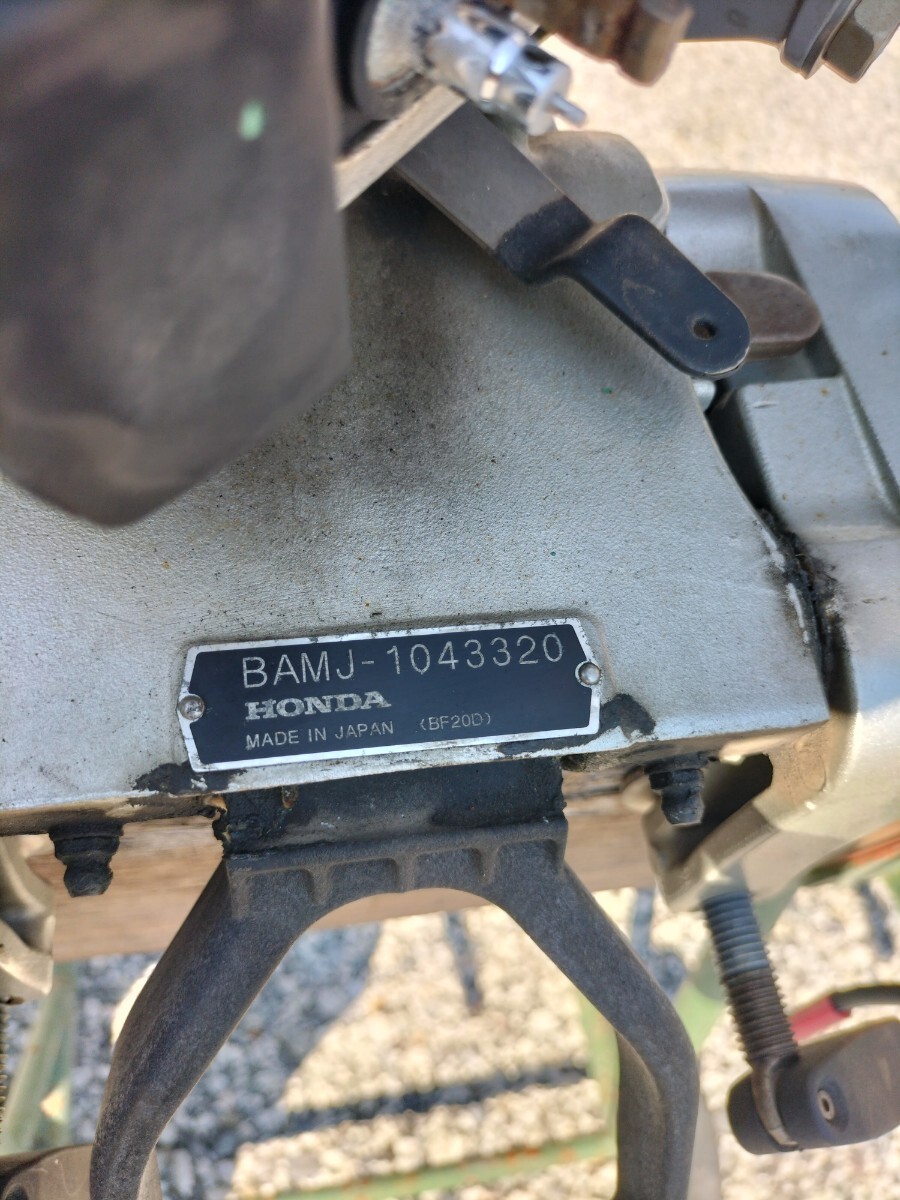 BAMJ-1043320
HONDA
MADE IN JAPAN (BF20D)